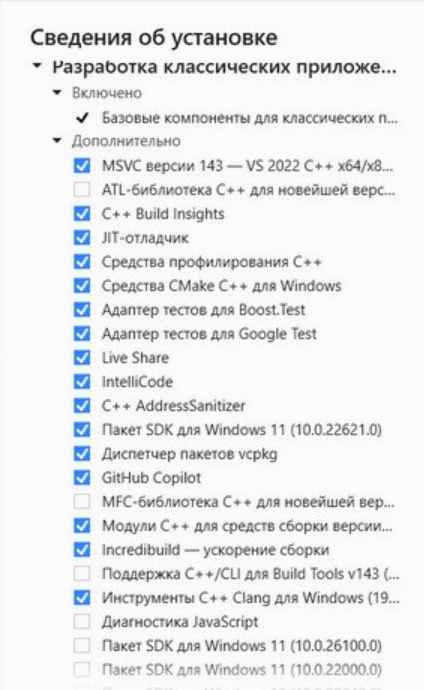 Сведения об установке
Разработка классических приложе...
Включено
Базовые компоненты для классических п...
Дополнительно
MSVC версии 143 — VS 2022 C++ x64/x8...
ATL-библиотека C++ для новейшей верс...
C++ Build Insights
JIT-отладчик
Средства профилирования C++
Средства CMake C++ для Windows
Адаптер тестов для Boost.Test
Адаптер тестов для Google Test
Live Share
IntelliCode
C++ AddressSanitizer
Пакет SDK для Windows 11 (10.0.22621.0)
Диспетчер пакетов vcpkg
GitHub Copilot
MFC-библиотека C++ для новейшей вер...
Модули C++ для средств сборки версии...
Incredibuild — ускорение сборки
Поддержка C++/CLI для Build Tools v143 (...
Инструменты C++ Clang для Windows (19...
Диагностика JavaScript
Пакет SDK для Windows 11 (10.0.26100.0)
Пакет SDK для Windows 11 (10.0.22000.0)